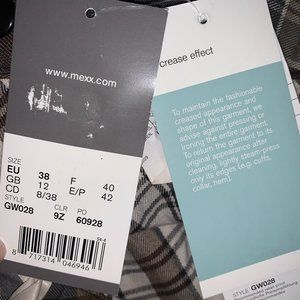 www.mexx.com
SIZE
EU 38 F 40
GB 12 E/P 42
CD 8/38
STYLE CLR PO
GW028 9Z 60928
8 717314 046946
crease effect
To maintain the fashionable
creased appearance and
shape of this garment, we
advise against pressing or
ironing the entire garment.
To return the garment to its
original appearance after
cleaning, lightly steam-press
only its edges (e.g. cuffs,
collar, hem).
STYLE GW028